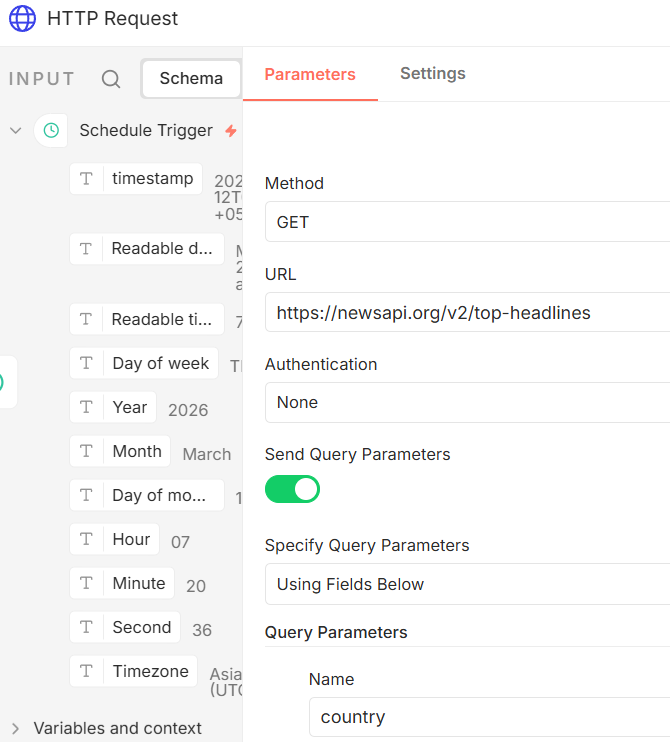 HTTP Request
INPUT
Schema
Schedule Trigger
T timestamp
202
12T
+05
T Readable d...
2
a
T Readable ti...
7
T Day of week
T Year 2026
T Month March
T Day of mo...
1
T Hour 07
T Minute 20
T Second 36
T Timezone
Asia
(UTC
Variables and context
Parameters Settings
Method
GET
URL
https://newsapi.org/v2/top-headlines
Authentication
None
Send Query Parameters
Specify Query Parameters
Using Fields Below
Query Parameters
Name
country